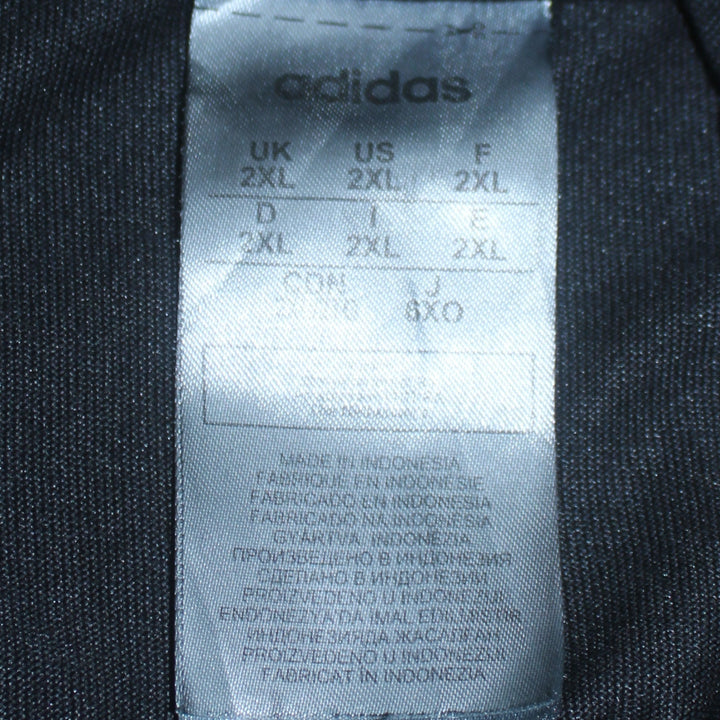 adidas
UK US F
2XL 2XL 2XL
D I E
2XL 2XL 2XL
CDN J
6XO
MADE IN INDONESIA
FABRIQUE EN INDONESIE
FABRICADO EN INDONESIA
FABRICADO NA INDONESIA
GYÁRTVA: INDONEZIA
ПРОИЗВЕДЕНО В ИНДОНЕЗИЯ
СДЕЛАНО В ИНДОНЕЗИИ
PROIZVEDENO U INDONEZIJI
ENDONEZYA'DA IMAL EDILMISTIR
ИНДОНЕЗИЯДА ЖАСАЛҒАН
PROIZVEDENO U INDONEZIJI
FABRICAT ÎN INDONEZIA